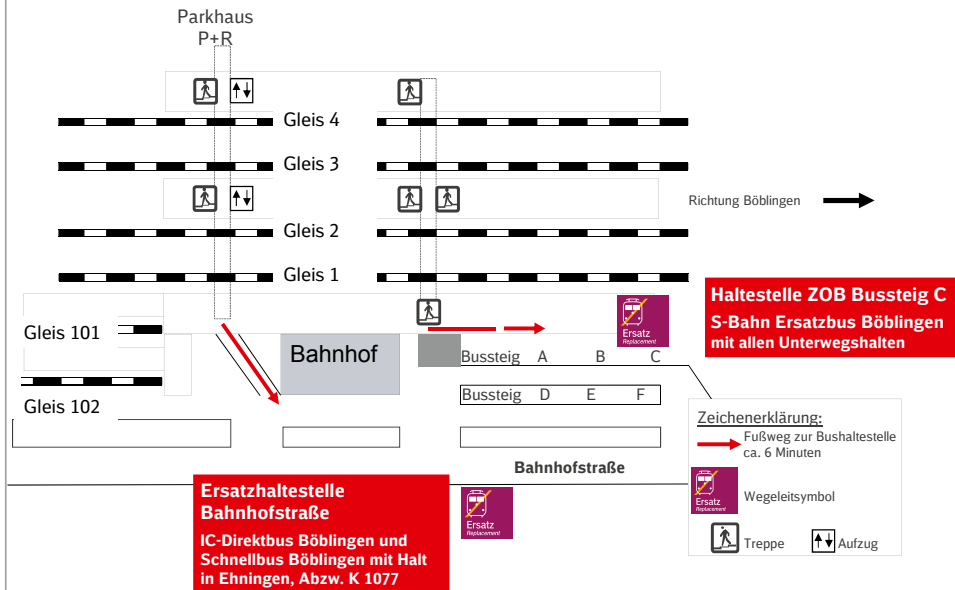 Parkhaus
P+R
Gleis 4
Gleis 3
Richtung Böblingen
Gleis 2
Gleis 1
Haltestelle ZOB Bussteig C
S-Bahn Ersatzbus Böblingen
mit allen Unterwegshalten
Ersatz
Replacement
Gleis 101
Bahnhof
Bussteig A B C
Bussteig D E F
Gleis 102
Zeichenerklärung:
Fußweg zur Bushaltestelle
ca. 6 Minuten
Ersatz
Replacement
Wegeleitsymbol
Treppe
Aufzug
Bahnhofstraße
Ersatzhaltestelle
Bahnhofstraße
IC-Direktbus Böblingen und
Schnellbus Böblingen mit Halt
in Ehningen, Abzw. K 1077
Ersatz
Replacement